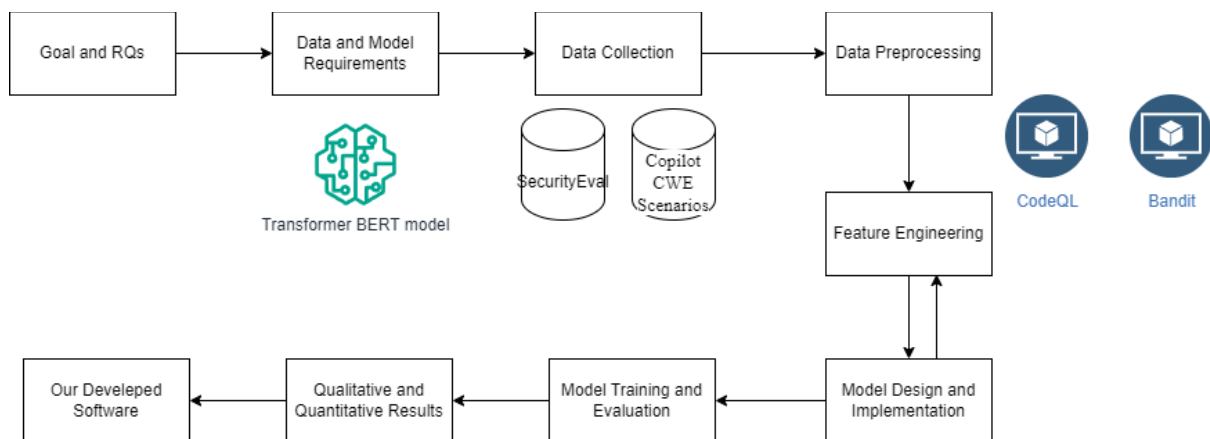 Goal and RQs
Data and Model
Requirements
Data Collection
Data Preprocessing
Transformer BERT model
SecurityEval
Copilot
CWE
Scenarios
CodeQL
Bandit
Feature Engineering
Our Develeped
Software
Qualitative and
Quantitative Results
Model Training and
Evaluation
Model Design and
Implementation